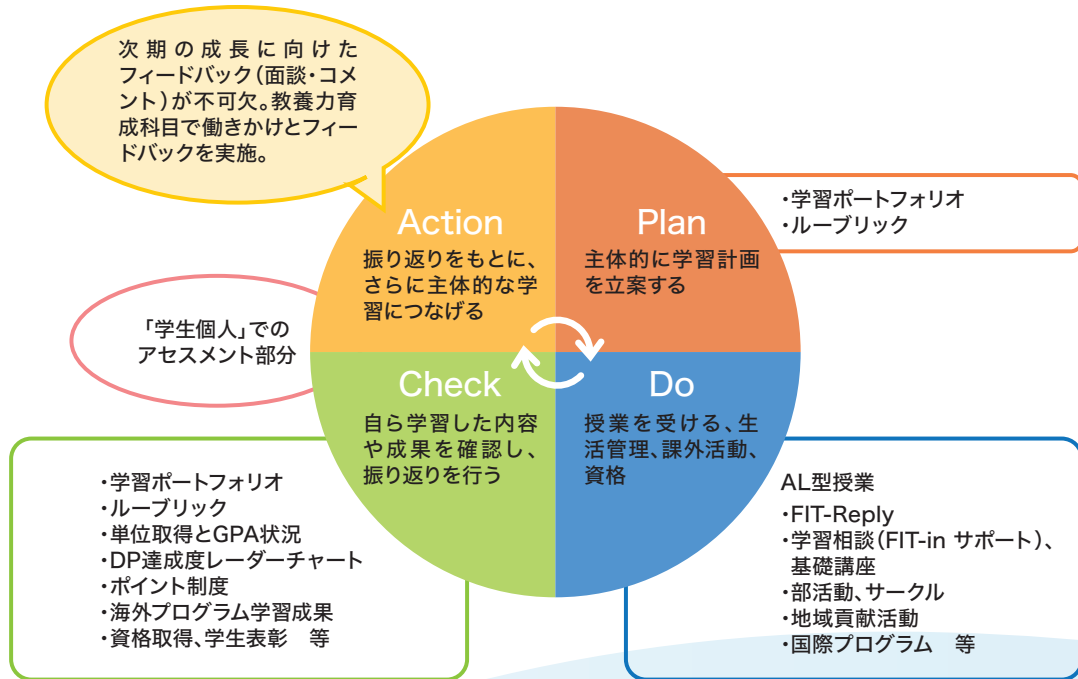 次期の成長に向けた
フィードバック(面談・コメ
ント)が不可欠。教養力育
成科目で働きかけとフィー
ドバックを実施。
Action
振り返りをもとに、
さらに主体的な学
習につなげる
Plan
主体的に学習計画
を立案する
・学習ポートフォリオ
・ルーブリック
「学生個人」での
アセスメント部分
Check
自ら学習した内容
や成果を確認し、
振り返りを行う
Do
授業を受ける、生
活管理、課外活動、
資格
・学習ポートフォリオ
・ルーブリック
・単位取得とGPA状況
・DP達成度レーダーチャート
・ポイント制度
・海外プログラム学習成果
・資格取得、学生表彰　等
AL型授業
・FIT-Reply
・学習相談(FIT-in サポート)、
基礎講座
・部活動、サークル
・地域貢献活動
・国際プログラム　等